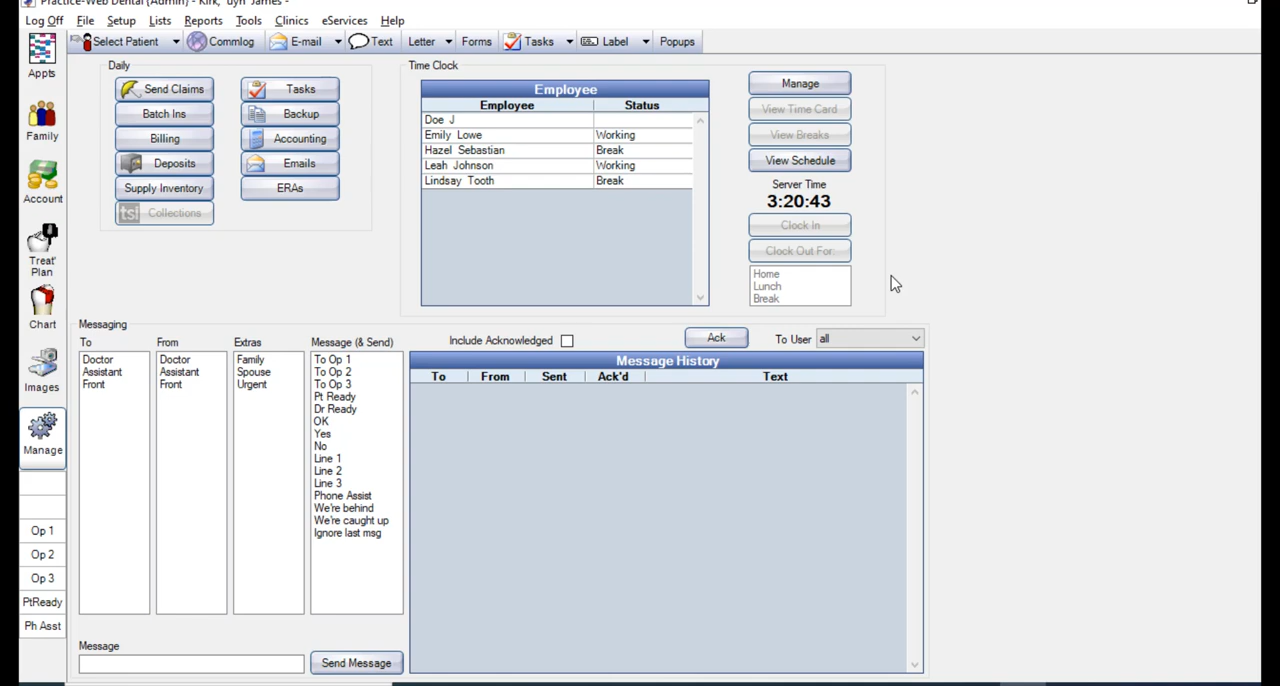 Practice-Web Dental {Admin} - Kirk, 'dyn 'James' -
Log Off File Setup Lists Reports Tools Clinics eServices Help
Select Patient Commlog E-mail Text Letter Forms Tasks Label Popups
Appts
Family
Account
Treat'
Plan
Chart
Images
Manage
Op 1
Op 2
Op 3
PtReady
Ph Asst
Daily
Send Claims
Batch Ins
Billing
Deposits
Supply Inventory
tsi Collections
Tasks
Backup
Accounting
Emails
ERAs
Time Clock
Employee
Employee Status
Doe J
Emily Lowe Working
Hazel Sebastian Break
Leah Johnson Working
Lindsay Tooth Break
Manage
View Time Card
View Breaks
View Schedule
Server Time
3:20:43
Clock In
Clock Out For:
Home
Lunch
Break
Messaging
To
Doctor
Assistant
Front
From
Doctor
Assistant
Front
Extras
Family
Spouse
Urgent
Message (& Send)
To Op 1
To Op 2
To Op 3
Pt Ready
Dr Ready
OK
Yes
No
Line 1
Line 2
Line 3
Phone Assist
We're behind
We're caught up
Ignore last msg
Include Acknowledged
Ack
To User all
Message History
To From Sent Ack'd Text
Message
Send Message